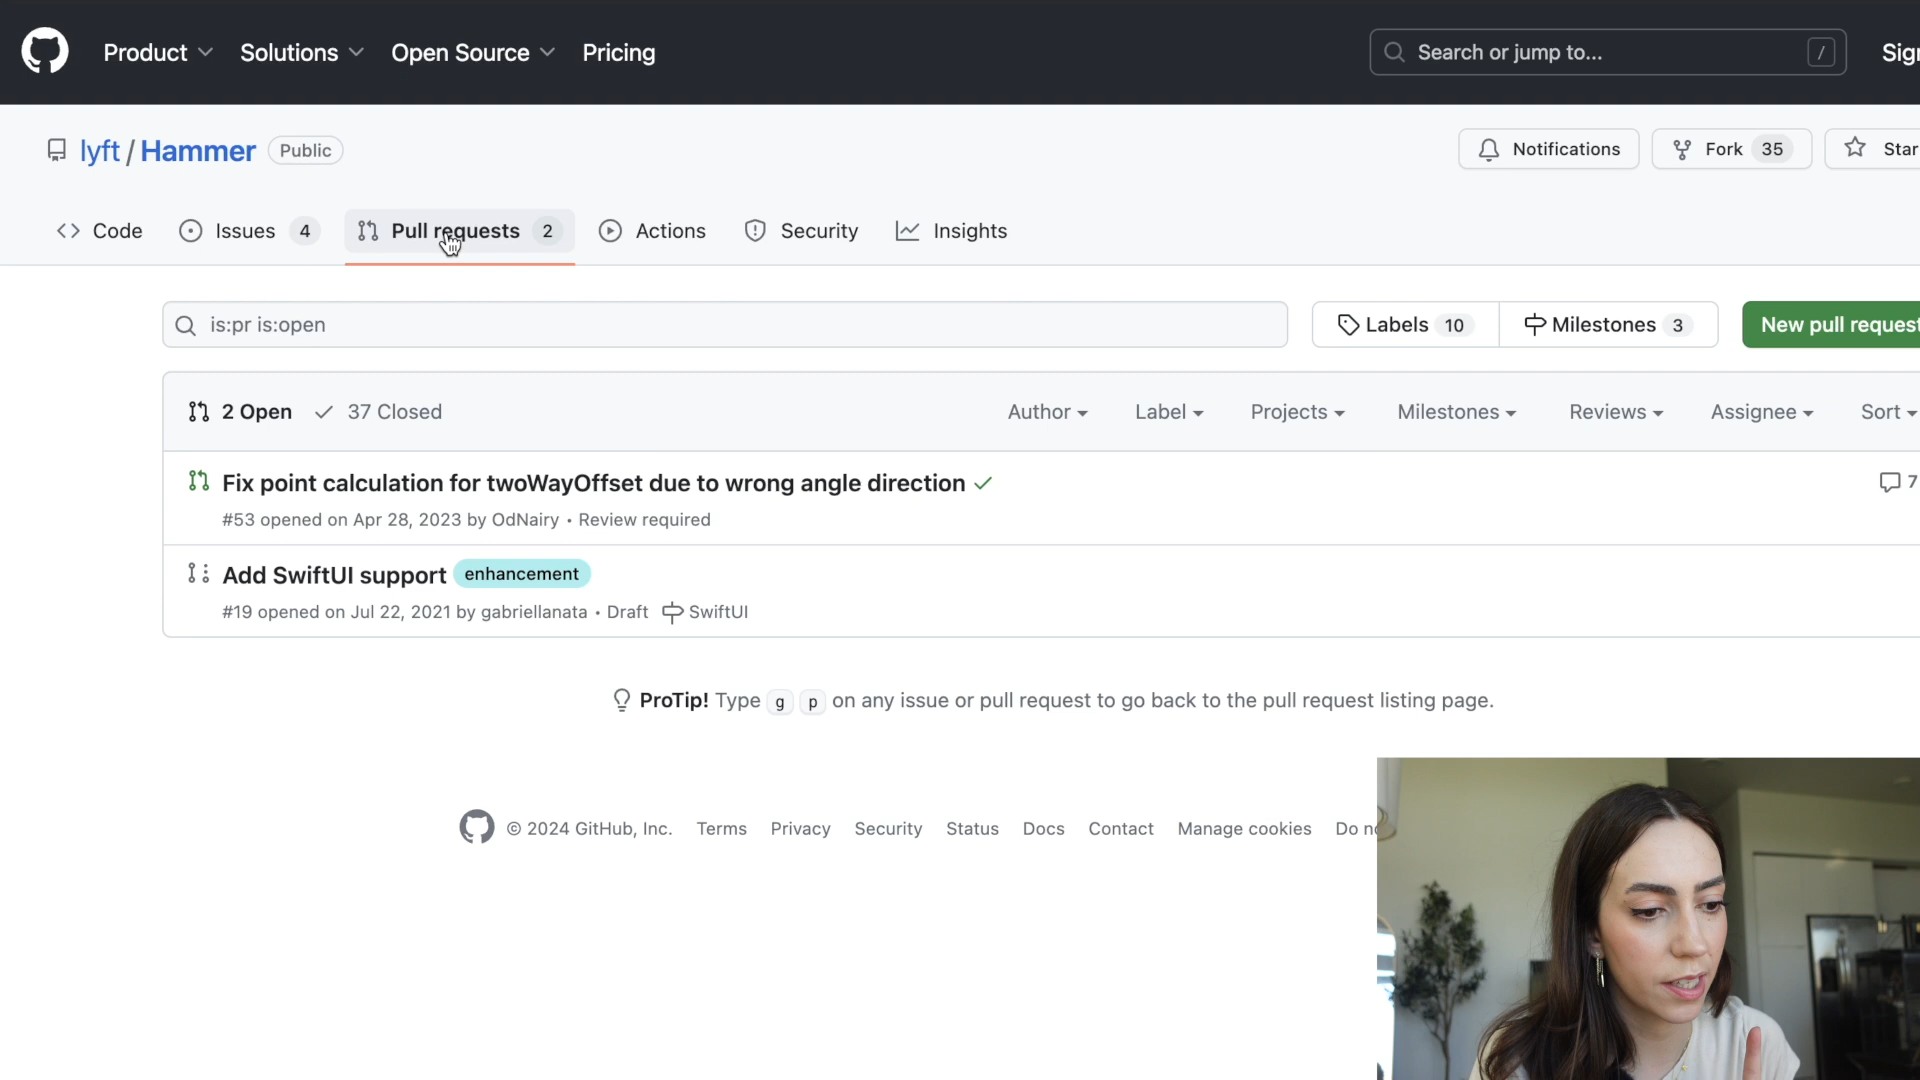 Product Solutions Open Source Pricing Search or jump to... / Sig
lyft / Hammer Public Notifications Fork 35 Star
Code Issues 4 Pull requests 2 Actions Security Insights
is:pr is:open Labels 10 Milestones 3 New pull request
2 Open 37 Closed Author Label Projects Milestones Reviews Assignee Sort
Fix point calculation for twoWayOffset due to wrong angle direction 7
#53 opened on Apr 28, 2023 by OdNairy • Review required
Add SwiftUI support enhancement
#19 opened on Jul 22, 2021 by gabriellanata • Draft SwiftUI
ProTip! Type g p on any issue or pull request to go back to the pull request listing page.
© 2024 GitHub, Inc. Terms Privacy Security Status Docs Contact Manage cookies Do no